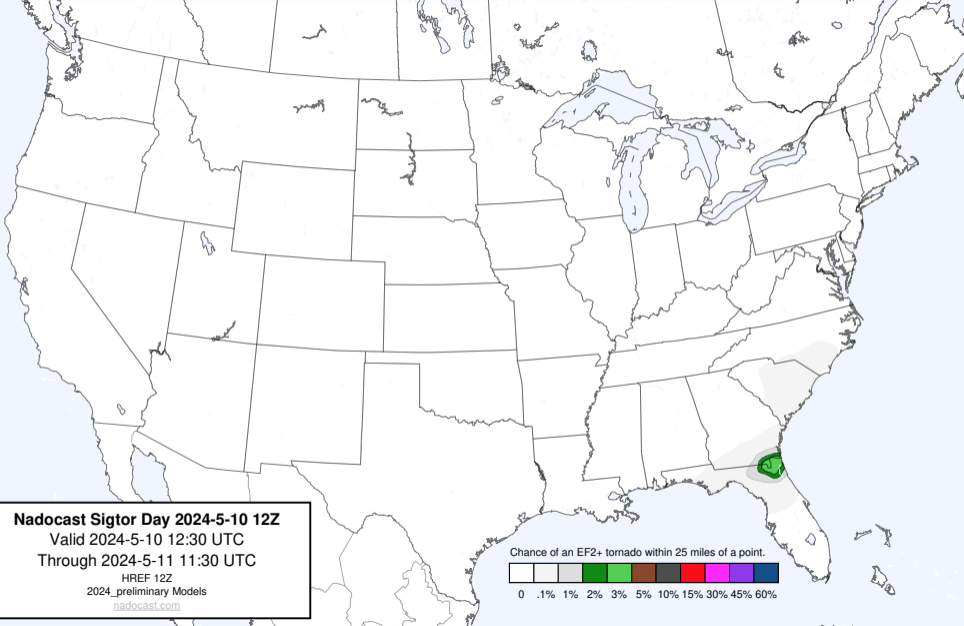 Nadocast Sigtor Day 2024-5-10 12Z
Valid 2024-5-10 12:30 UTC
Through 2024-5-11 11:30 UTC
HREF 12Z
2024_preliminary Models
nadocast.com
Chance of an EF2+ tornado within 25 miles of a point.
0 .1% 1% 2% 3% 5% 10% 15% 30% 45% 60%